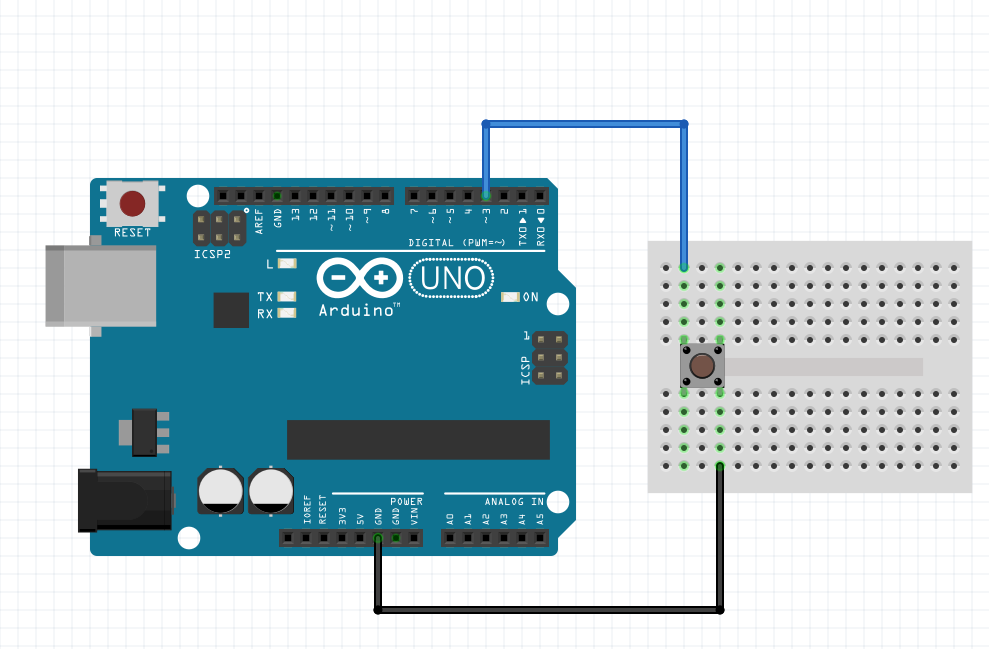 RESET
ICSP2
AREF
GND
13
12
~11
~10
~9
8
7
~6
~5
4
~3
2
TX0▶1
RX0◀0
DIGITAL (PWM=~)
L
TX
RX
Arduino™
UNO
ON
1
ICSP
POWER
ANALOG IN
IOREF
RESET
3V3
5V
GND
GND
VIN
A0
A1
A2
A3
A4
A5